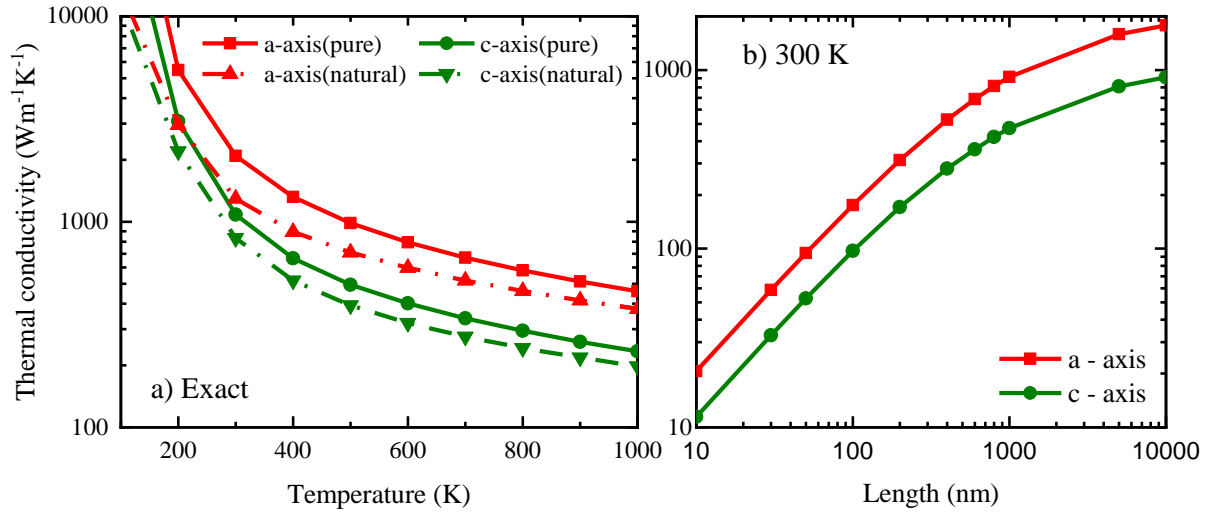 Thermal conductivity (Wm⁻¹K⁻¹)
10000
1000
100
a-axis(pure)
c-axis(pure)
a-axis(natural)
c-axis(natural)
a) Exact
200 400 600 800 1000
Temperature (K)
b) 300 K
1000
100
10
a - axis
c - axis
10 100 1000 10000
Length (nm)